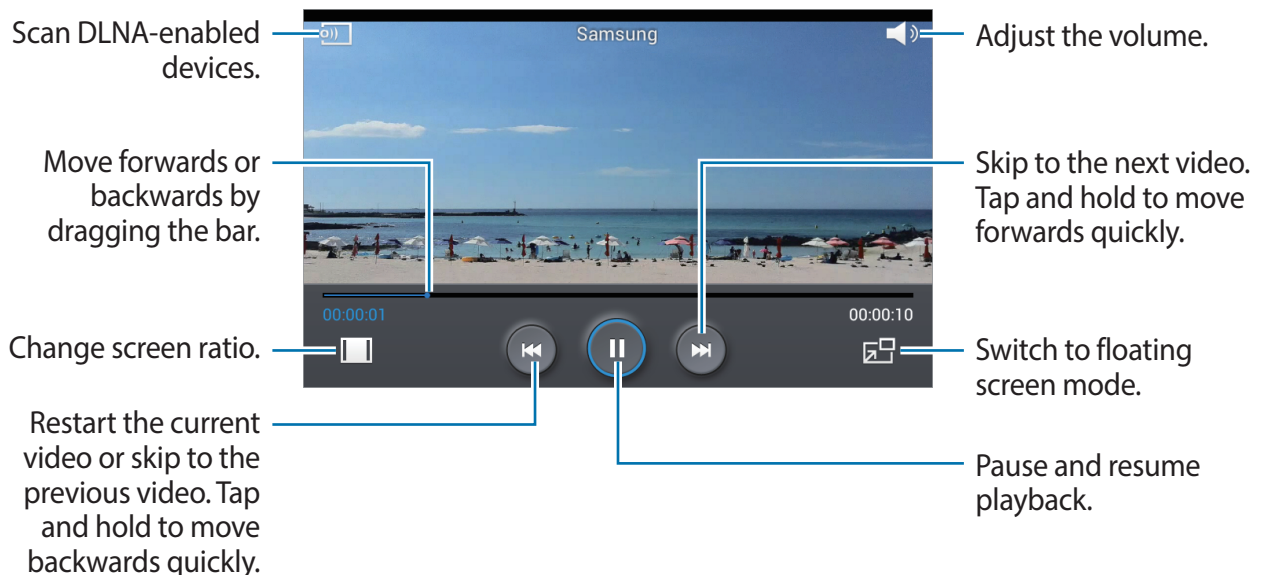 Scan DLNA-enabled
devices.
Samsung
Adjust the volume.
Move forwards or
backwards by
dragging the bar.
Skip to the next video.
Tap and hold to move
forwards quickly.
00:00:01
00:00:10
Change screen ratio.
Switch to floating
screen mode.
Restart the current
video or skip to the
previous video. Tap
and hold to move
backwards quickly.
Pause and resume
playback.